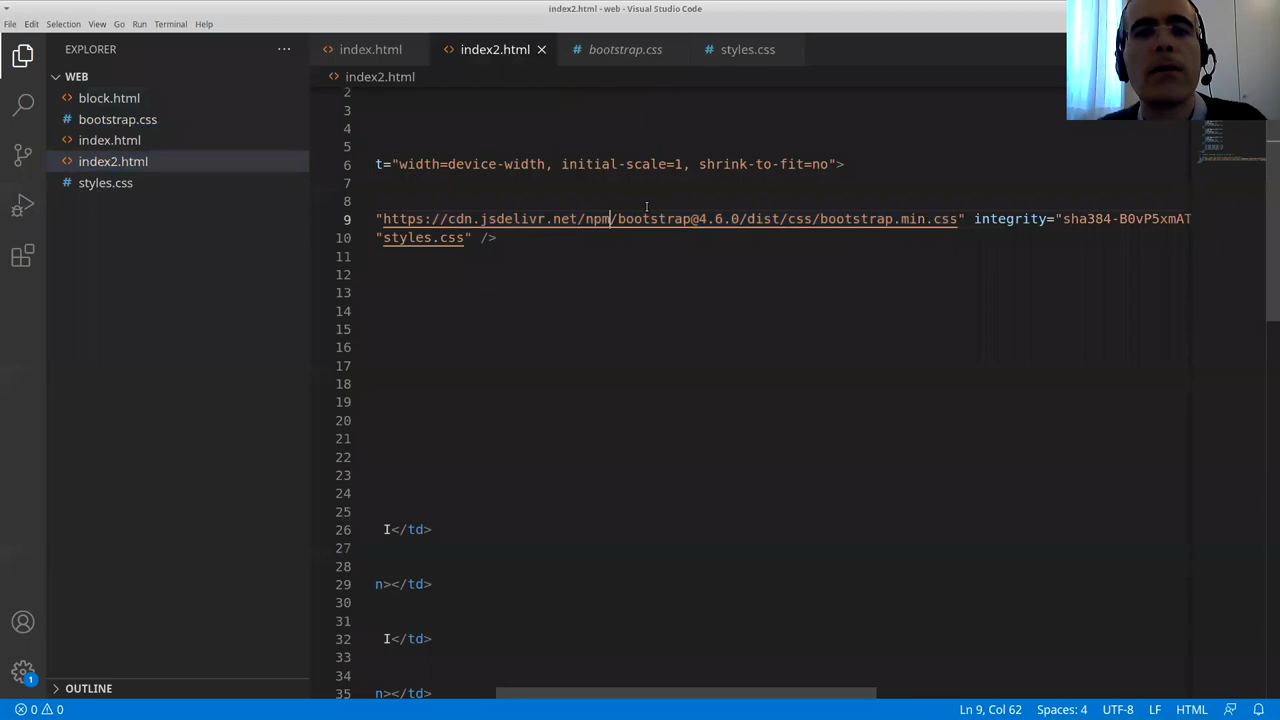 index2.html - web - Visual Studio Code
File Edit Selection View Go Run Terminal Help
EXPLORER ...
index.html index2.html bootstrap.css styles.css
WEB
index2.html
block.html
bootstrap.css
index.html
index2.html
styles.css
2
3
4
5
6 t="width=device-width, initial-scale=1, shrink-to-fit=no">
7
8
9 "https://cdn.jsdelivr.net/npm/bootstrap@4.6.0/dist/css/bootstrap.min.css" integrity="sha384-B0vP5xmAT
10 "styles.css" />
11
12
13
14
15
16
17
18
19
20
21
22
23
24
25
26 I</td>
27
28
29 n></td>
30
31
32 I</td>
33
34
35 n></td>
OUTLINE
1
0 0 Ln 9, Col 62 Spaces: 4 UTF-8 LF HTML